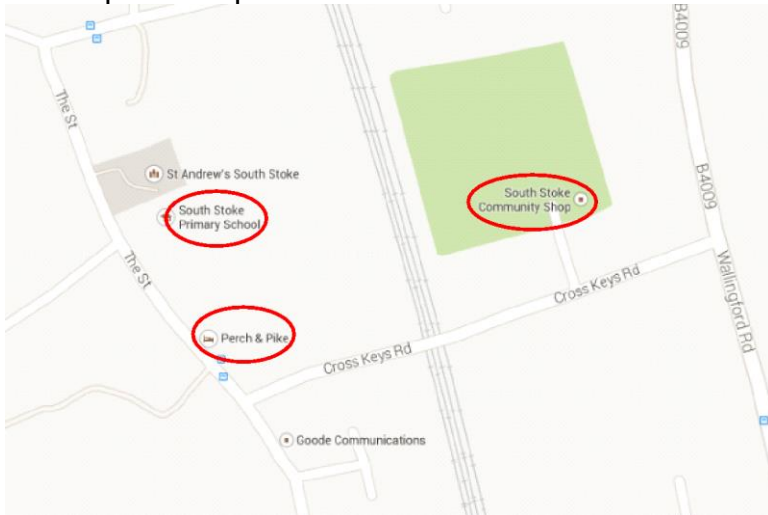 B4009
The St
St Andrew's South Stoke
South Stoke
Primary School
South Stoke
Community Shop
B4009
The St
Perch & Pike
Cross Keys Rd
Cross Keys Rd
Wallingford Rd
Goode Communications